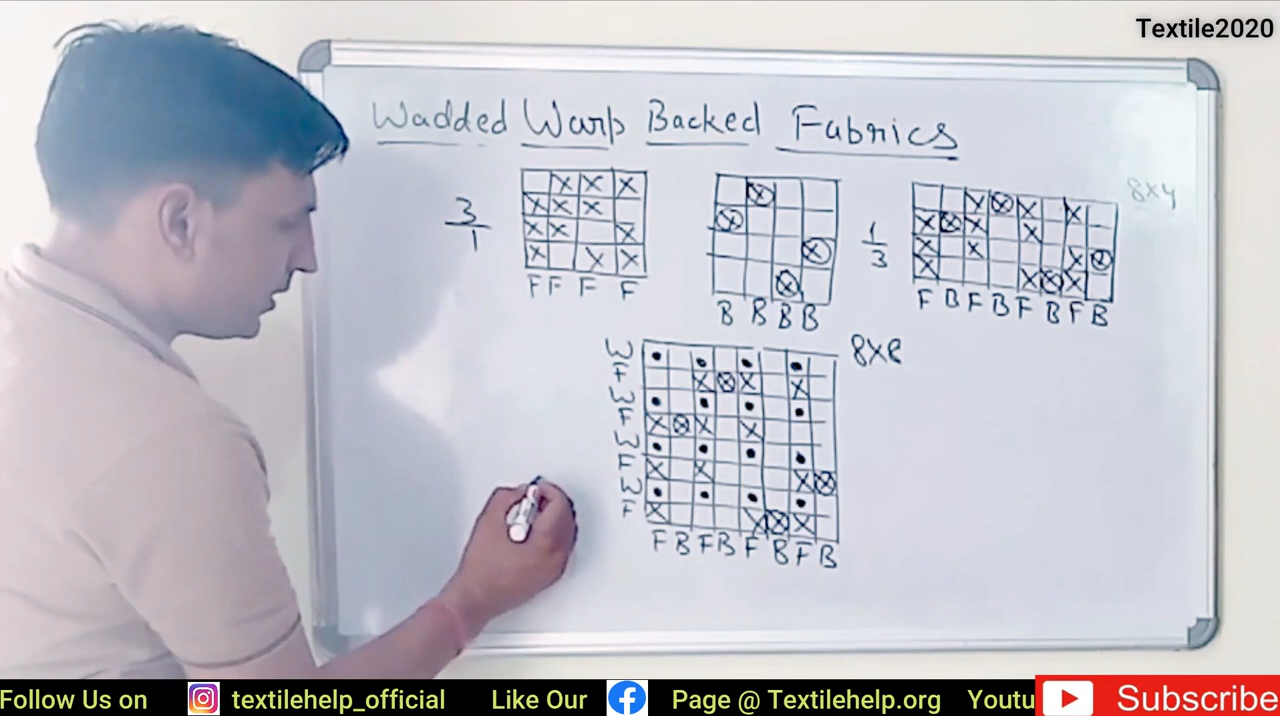 Textile2020
Wadded Warp Backed Fabrics
3/1
F F F F
B B B B
1/3
F B F B F B F B
8x4
W
F
W
F
W
F
W
F
8x8
F B F B F B F B
Follow Us on textilehelp_official Like Our Page @ Textilehelp.org Youtu
Subscribe